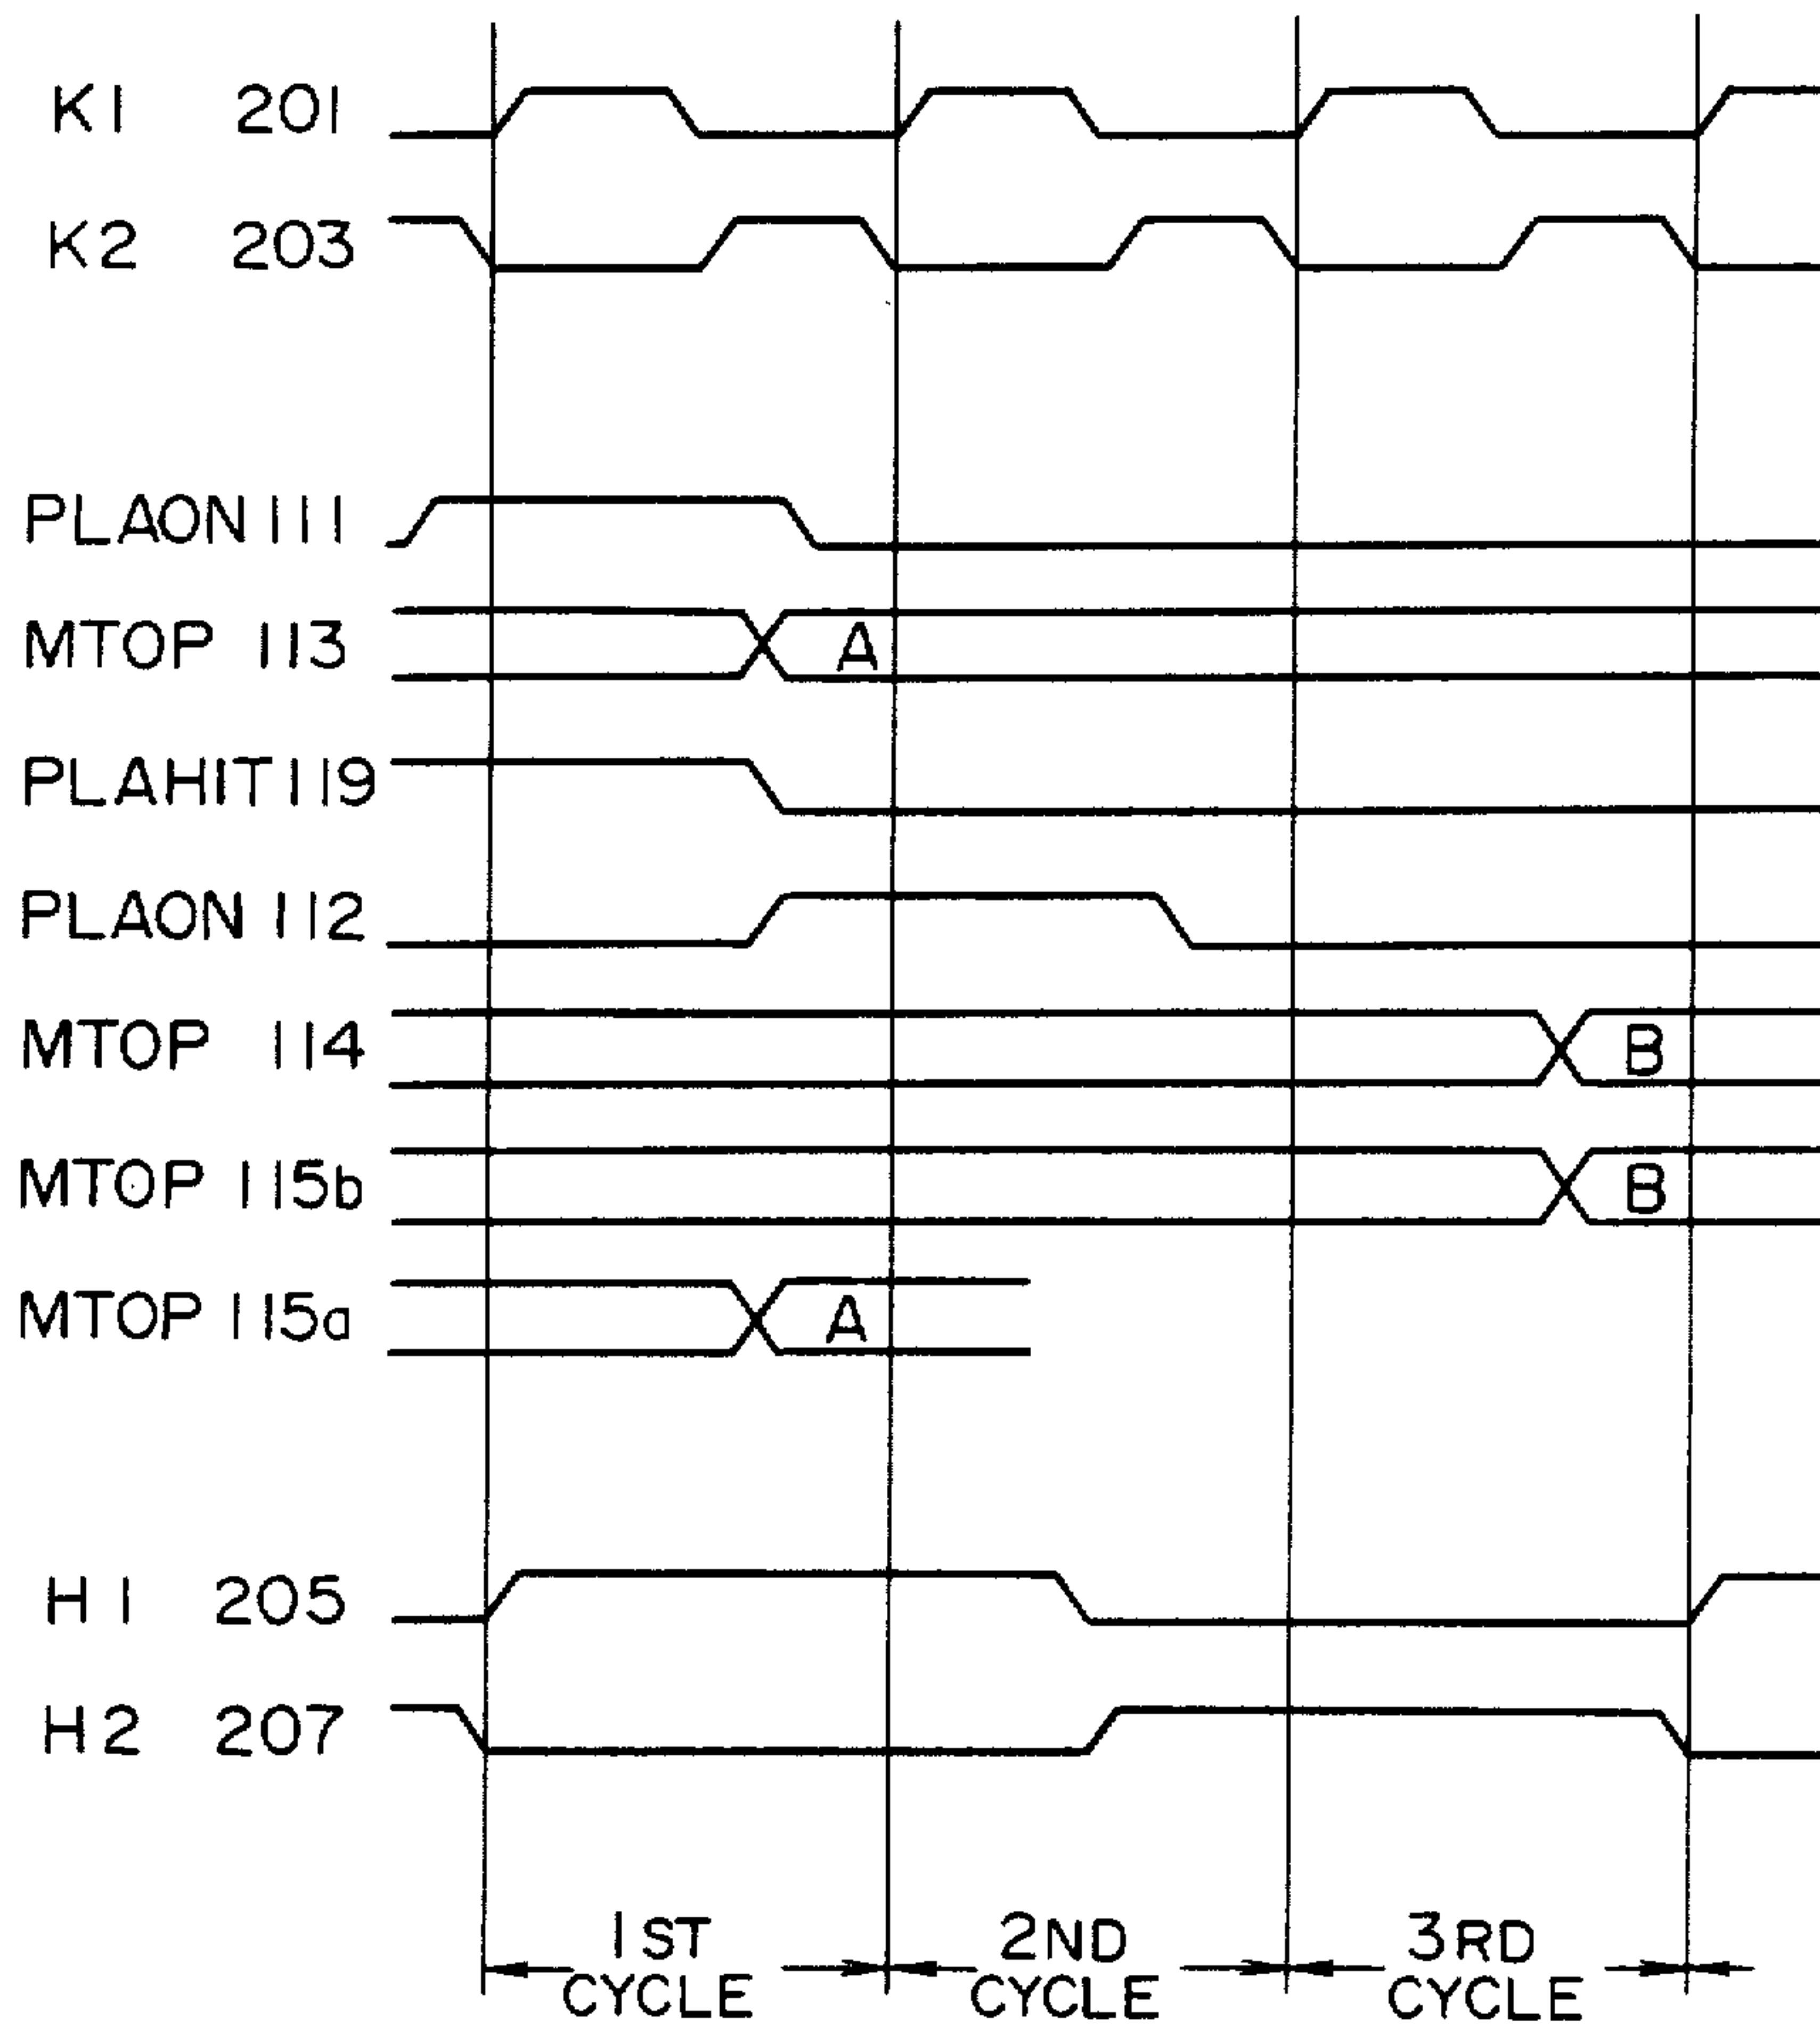 K1 201
K2 203
PLAON 111
MTOP 113
A
PLAHIT 119
PLAON 112
MTOP 114
B
MTOP 115b
B
MTOP 115a
A
H1 205
H2 207
1ST CYCLE
2ND CYCLE
3RD CYCLE